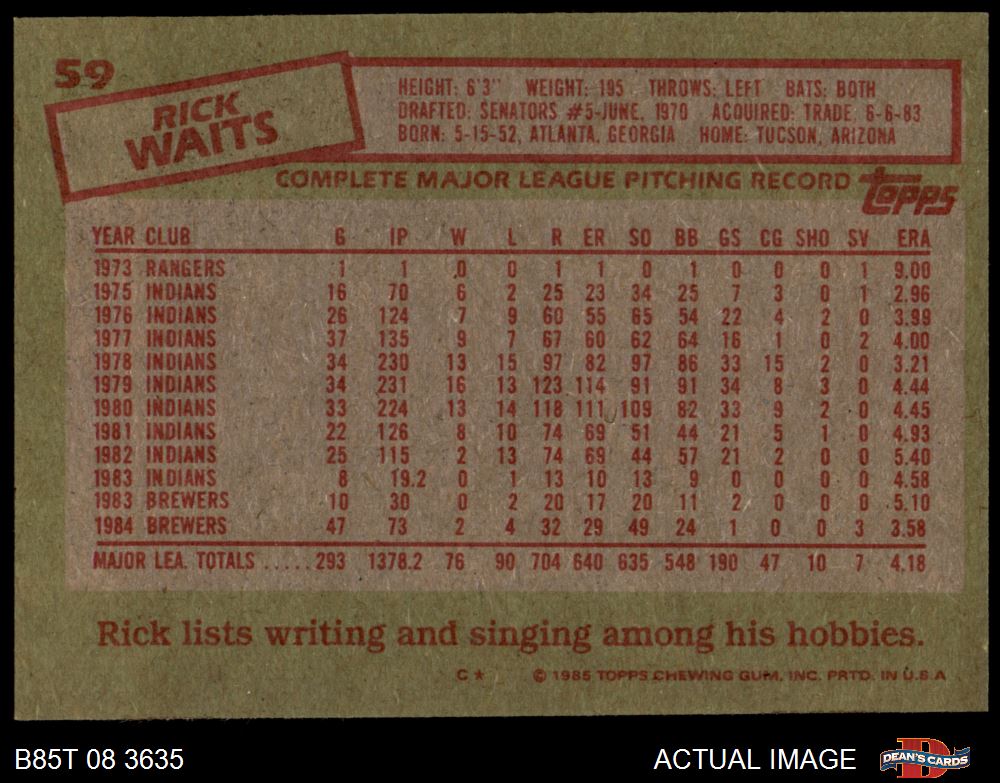 59
RICK
WAITS
HEIGHT: 6'3" WEIGHT: 195 THROWS: LEFT BATS: BOTH
DRAFTED: SENATORS #5-JUNE, 1970 ACQUIRED: TRADE, 6-6-83
BORN: 5-15-52, ATLANTA, GEORGIA HOME: TUCSON, ARIZONA
COMPLETE MAJOR LEAGUE PITCHING RECORD
Topps
YEAR CLUB G IP W L R ER SO BB GS CG SHO SV ERA
1973 RANGERS 1 1 0 0 1 1 0 1 0 0 0 1 9.00
1975 INDIANS 16 70 6 2 25 23 34 25 7 3 0 1 2.96
1976 INDIANS 26 124 7 9 60 55 65 54 22 4 2 0 3.99
1977 INDIANS 37 135 9 7 67 60 62 64 16 1 0 2 4.00
1978 INDIANS 34 230 13 15 97 82 97 86 33 15 2 0 3.21
1979 INDIANS 34 231 16 13 123 114 91 91 34 8 3 0 4.44
1980 INDIANS 33 224 13 14 118 111 109 82 33 9 2 0 4.45
1981 INDIANS 22 126 8 10 74 69 51 44 21 5 1 0 4.93
1982 INDIANS 25 115 2 13 74 69 44 57 21 2 0 0 5.40
1983 INDIANS 8 19.2 0 1 13 10 13 9 0 0 0 0 4.58
1983 BREWERS 10 30 0 2 20 17 20 11 2 0 0 0 5.10
1984 BREWERS 47 73 2 4 32 29 49 24 1 0 0 3 3.58
MAJOR LEA. TOTALS ..... 293 1378.2 76 90 704 640 635 548 190 47 10 7 4.18
Rick lists writing and singing among his hobbies.
C★ © 1985 TOPPS CHEWING GUM, INC. PRTD. IN U.S.A
B85T 08 3635 ACTUAL IMAGE DEAN'S CARDS